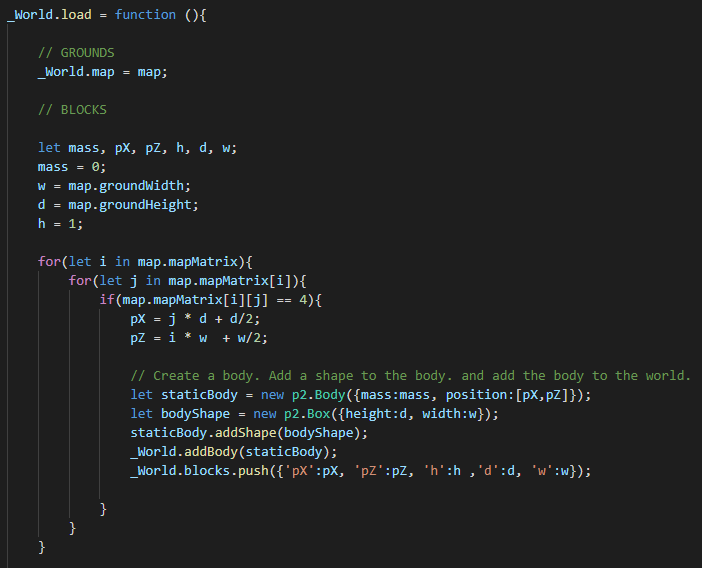 _World.load = function (){
// GROUNDS
_World.map = map;
// BLOCKS
let mass, pX, pZ, h, d, w;
mass = 0;
w = map.groundWidth;
d = map.groundHeight;
h = 1;
for(let i in map.mapMatrix){
for(let j in map.mapMatrix[i]){
if(map.mapMatrix[i][j] == 4){
pX = j * d + d/2;
pZ = i * w  + w/2;
// Create a body. Add a shape to the body. and add the body to the world.
let staticBody = new p2.Body({mass:mass, position:[pX,pZ]});
let bodyShape = new p2.Box({height:d, width:w});
staticBody.addShape(bodyShape);
_World.addBody(staticBody);
_World.blocks.push({'pX':pX, 'pZ':pZ, 'h':h ,'d':d, 'w':w});
}
}
}